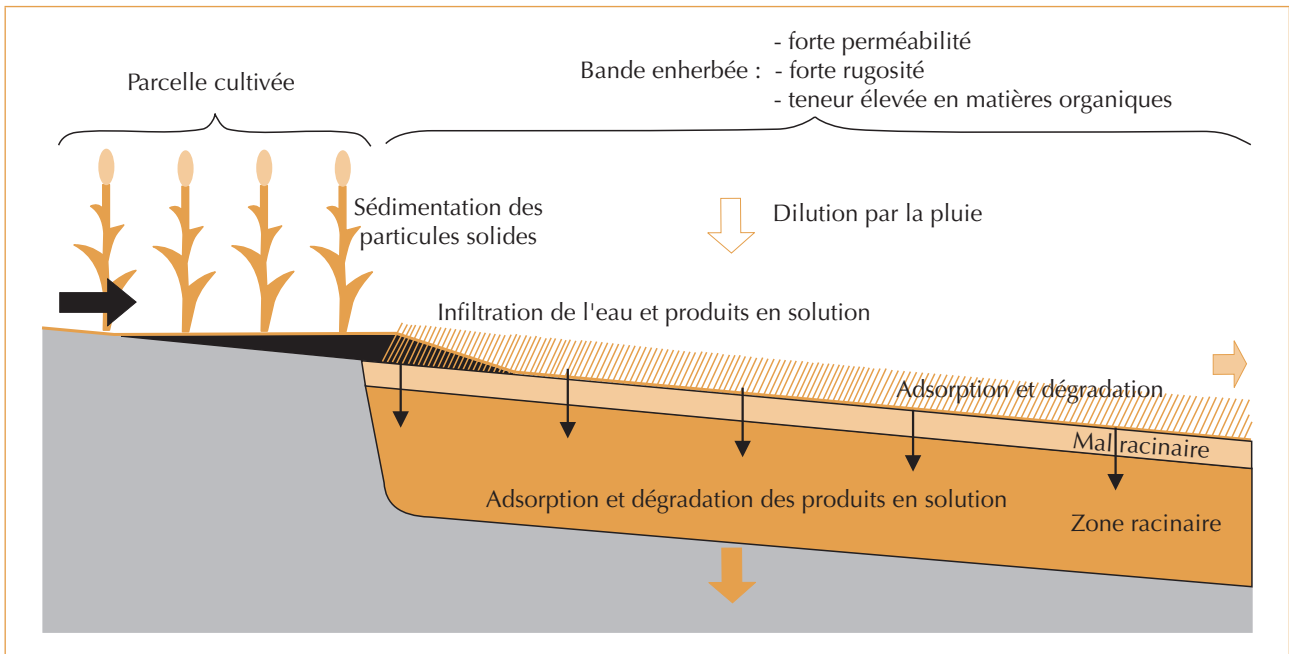 Parcelle cultivée
Bande enherbée :
- forte perméabilité
- forte rugosité
- teneur élevée en matières organiques
Sédimentation des
particules solides
Dilution par la pluie
Infiltration de l'eau et produits en solution
Adsorption et dégradation
Mal racinaire
Adsorption et dégradation des produits en solution
Zone racinaire